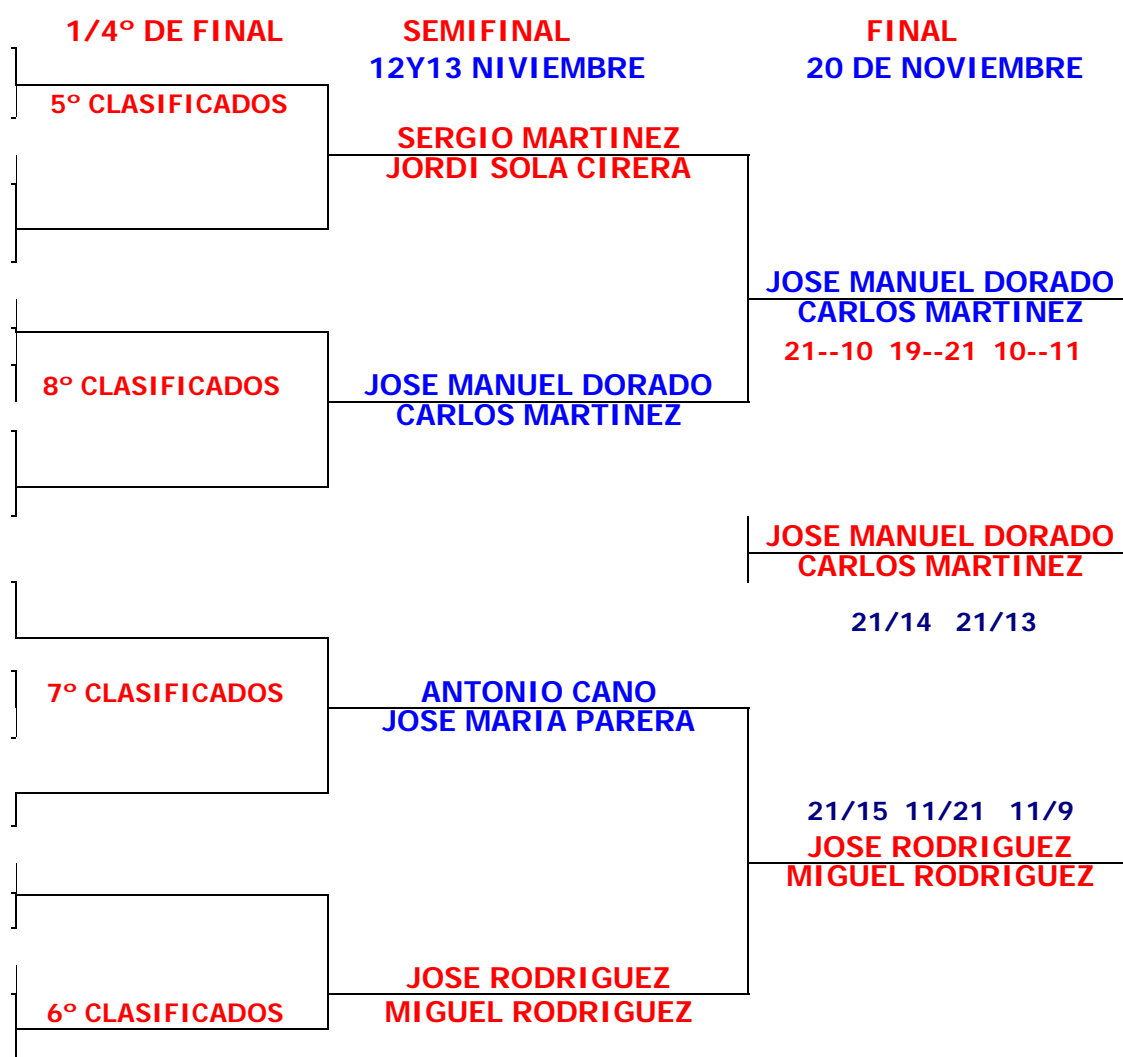 1/4º DE FINAL
SEMIFINAL
FINAL
12Y13 NIVIEMBRE
20 DE NOVIEMBRE
5º CLASIFICADOS
SERGIO MARTINEZ
JORDI SOLA CIRERA
JOSE MANUEL DORADO
CARLOS MARTINEZ
21--10 19--21 10--11
8º CLASIFICADOS
JOSE MANUEL DORADO
CARLOS MARTINEZ
JOSE MANUEL DORADO
CARLOS MARTINEZ
21/14 21/13
7º CLASIFICADOS
ANTONIO CANO
JOSE MARIA PARERA
21/15 11/21 11/9
JOSE RODRIGUEZ
MIGUEL RODRIGUEZ
JOSE RODRIGUEZ
MIGUEL RODRIGUEZ
6º CLASIFICADOS